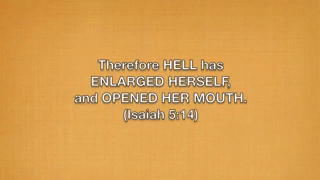 Therefore HELL has
ENLARGED HERSELF,
and OPENED HER MOUTH.
(Isaiah 5:14)